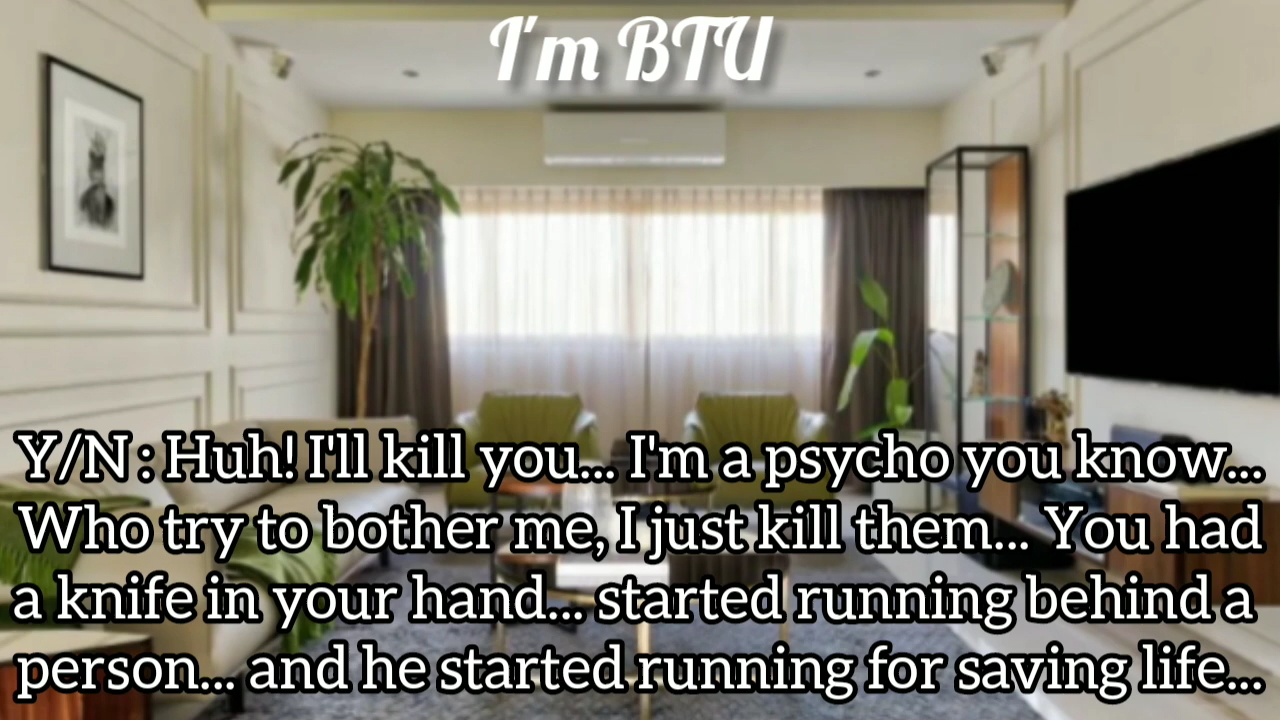 I'm BTU
Y/N : Huh! I'll kill you... I'm a psycho you know...
Who try to bother me, I just kill them... You had
a knife in your hand... started running behind a
person... and he started running for saving life...